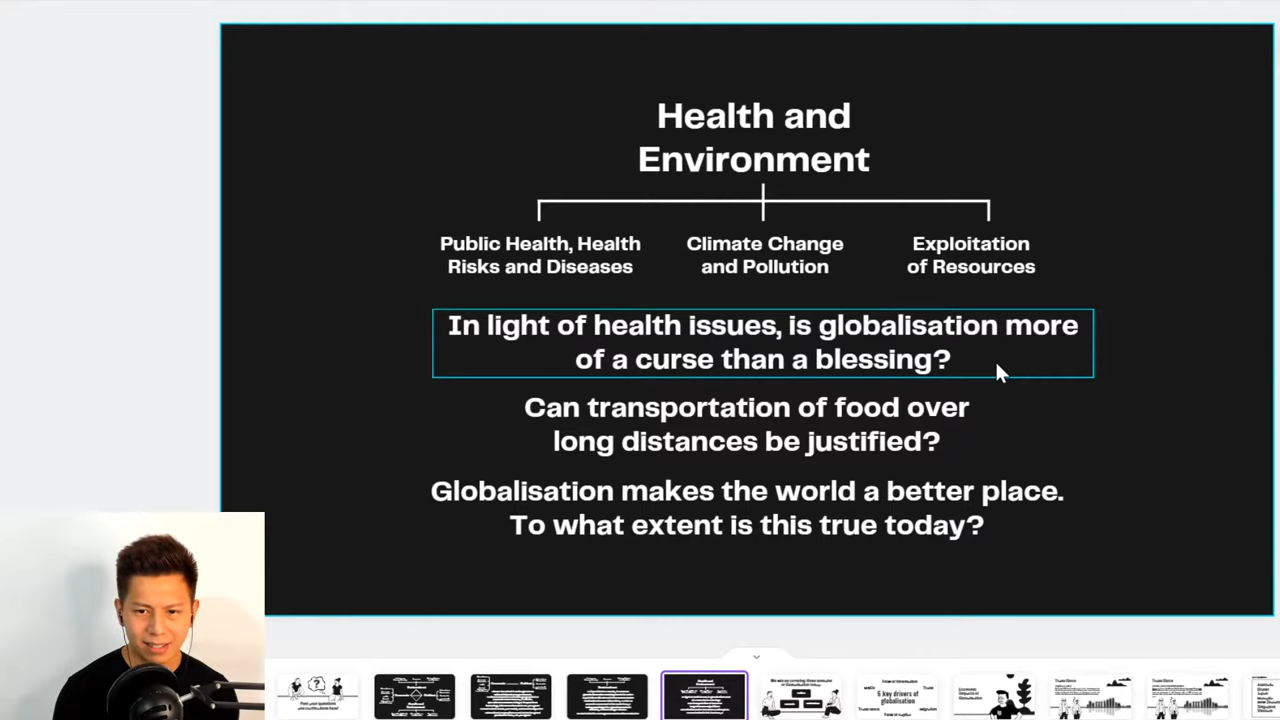 Health and
Environment
Public Health, Health
Risks and Diseases
Climate Change
and Pollution
Exploitation
of Resources
In light of health issues, is globalisation more
of a curse than a blessing?
Can transportation of food over
long distances be justified?
Globalisation makes the world a better place.
To what extent is this true today?
6 key drivers of
globalisation